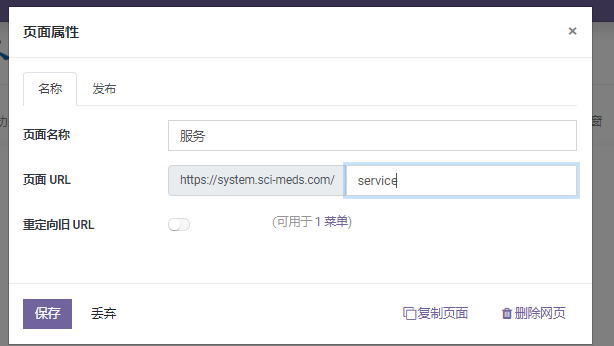 页面属性 ×
名称 发布
页面名称 服务
页面 URL https://system.sci-meds.com/ service
重定向旧 URL (可用于 1 菜单)
保存 丢弃 复制页面 删除网页
窗